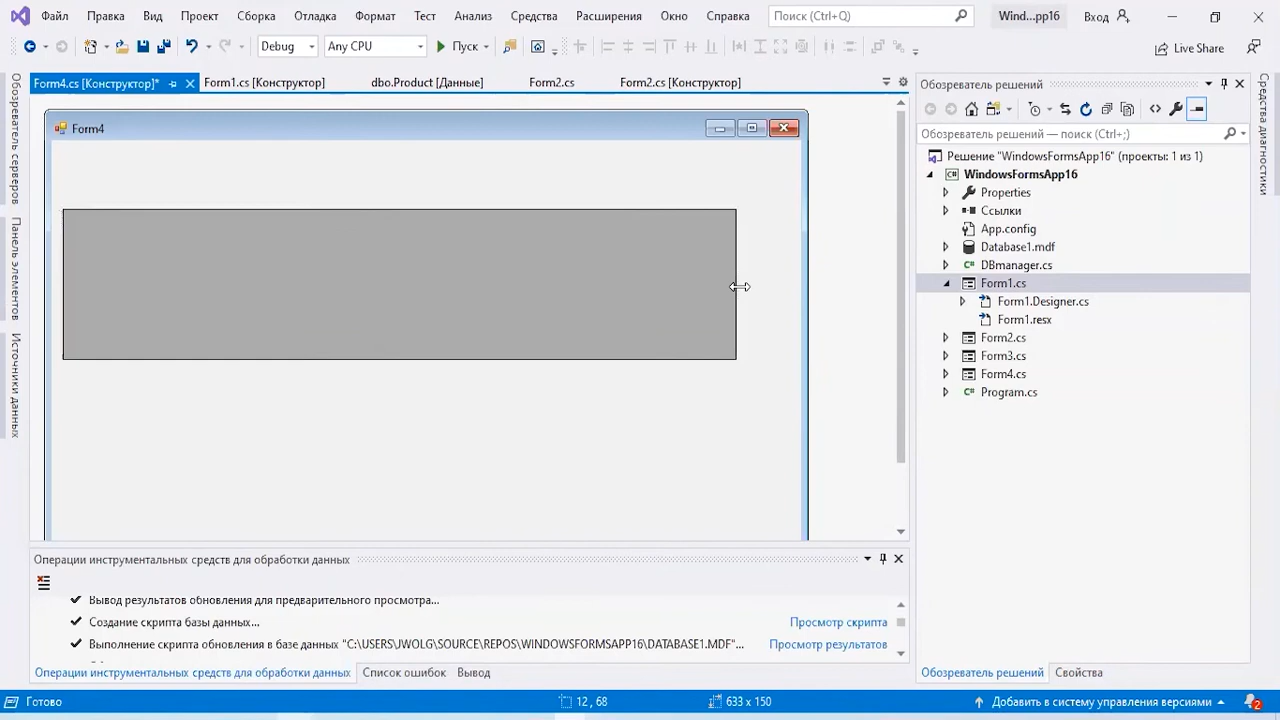 Файл Правка Вид Проект Сборка Отладка Формат Тест Анализ Средства Расширения Окно Справка Поиск (Ctrl+Q) Wind...pp16 Вход
Debug Any CPU Пуск Live Share
Form4.cs [Конструктор]* Form1.cs [Конструктор] dbo.Product [Данные] Form2.cs Form2.cs [Конструктор]
Обозреватель серверов
Панель элементов
Источники данных
Form4
Операции инструментальных средств для обработки данных
Вывод результатов обновления для предварительного просмотра...
Создание скрипта базы данных... Просмотр скрипта
Выполнение скрипта обновления в базе данных "C:\USERS\JWOLG\SOURCE\REPOS\WINDOWSFORMSAPP16\DATABASE1.MDF"... Просмотр результатов
Операции инструментальных средств для обработки данных Список ошибок Вывод
Обозреватель решений
Обозреватель решений — поиск (Ctrl+;)
Решение "WindowsFormsApp16" (проекты: 1 из 1)
WindowsFormsApp16
Properties
Ссылки
App.config
Database1.mdf
DBmanager.cs
Form1.cs
Form1.Designer.cs
Form1.resx
Form2.cs
Form3.cs
Form4.cs
Program.cs
Обозреватель решений Свойства
Средства диагностики
Готово 12 , 68 633 x 150 Добавить в систему управления версиями 2